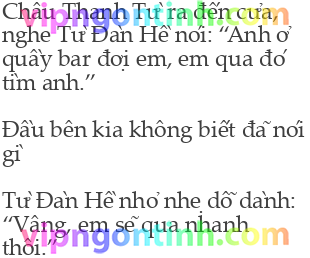 Châu Thanh Tư ra đến cửa,
nghe Từ Đàn Hề nói: “Anh ở
quầy bar đợi em, em qua đó
tìm anh.”
Đầu bên kia không biết đã nói
gì
Từ Đàn Hề nhỏ nhẹ dỗ dành:
“Vâng, em sẽ qua nhanh
thôi.”
vipngontinh.com
vipngontinh.com